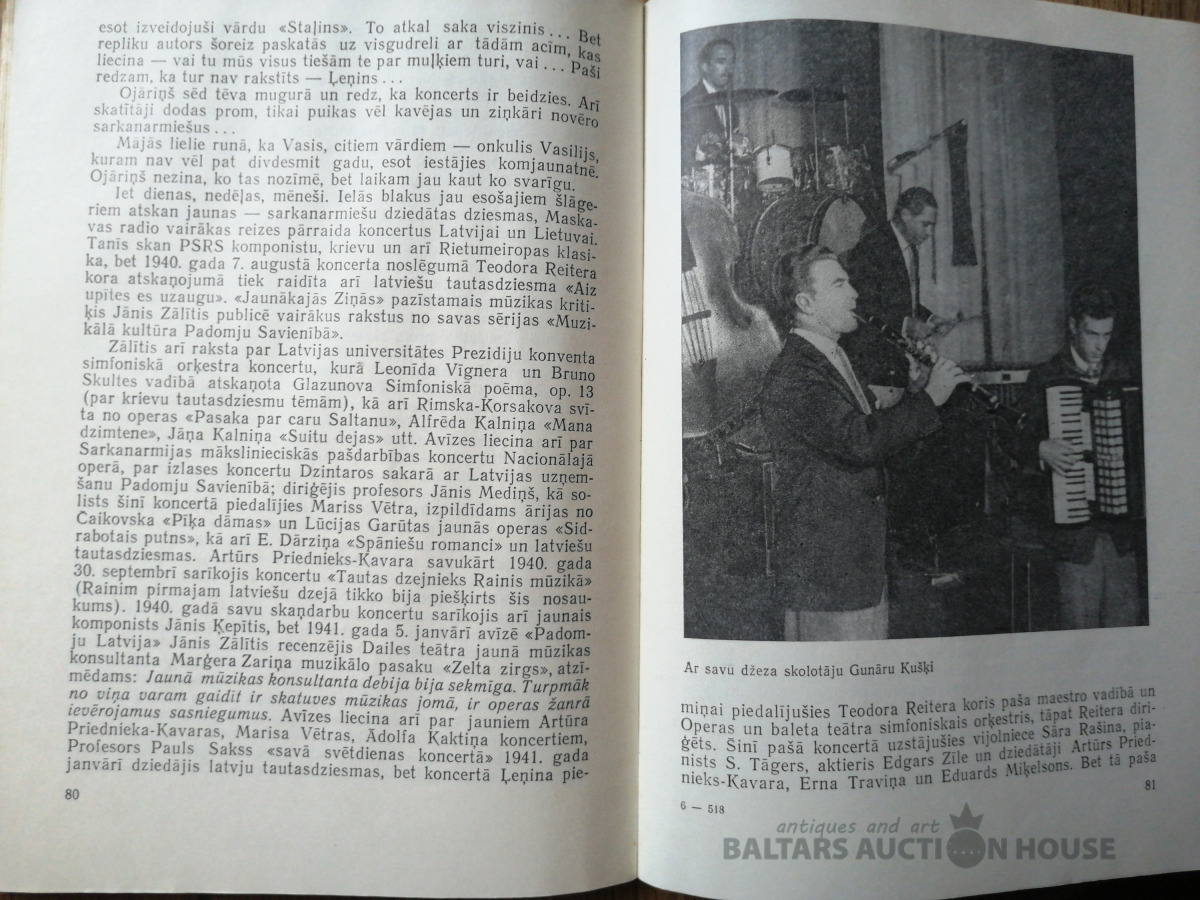 esot izveidojuši vārdu «Staļins». To atkal saka viszinis... Bet
repliku autors šoreiz paskatās uz visgudreli ar tādām acīm, kas
liecina — vai tu mūs visus tiešām te par muļķiem turi, vai... Paši
redzam, ka tur nav rakstīts — Ļeņins...
Ojāriņš sēd tēva mugurā un redz, ka koncerts ir beidzies. Arī
skatītāji dodas prom, tikai puikas vēl kavējas un ziņkāri novēro
sarkanarmiešus...
Mājās lielie runā, ka Vasis, citiem vārdiem — onkulis Vasilijs,
kuram nav vēl pat divdesmit gadu, esot iestājies komjaunatnē.
Ojāriņš nezina, ko tas nozīmē, bet laikam jau kaut ko svarīgu.
Iet dienas, nedēļas, mēneši. Ielās blakus jau esošajiem šlāge-
riem atskan jaunas — sarkanarmiešu dziedātas dziesmas, Maska-
vas radio vairākas reizes pārraida koncertus Latvijai un Lietuvai.
Tanīs skan PSRS komponistu, krievu un arī Rietumeiropas klasi-
ka, bet 1940. gada 7. augustā koncerta noslēgumā Teodora Reitera
kora atskaņojumā tiek raidīta arī latviešu tautasdziesma «Aiz
upītes es uzaugu». «Jaunākajās Ziņās» pazīstamais mūzikas kriti-
ķis Jānis Zālītis publicē vairākus rakstus no savas sērijas «Muzi-
kālā kultūra Padomju Savienībā».
Zālītis arī raksta par Latvijas universitātes Prezidiju konventa
simfoniskā orķestra koncertu, kurā Leonīda Vīgnera un Bruno
Skultes vadībā atskaņota Glazunova Simfoniskā poēma, op. 13
(par krievu tautasdziesmu tēmām), kā arī Rimska-Korsakova svī-
ta no operas «Pasaka par caru Saltanu», Alfrēda Kalniņa «Mana
dzimtene», Jāņa Kalniņa «Suitu dejas» utt. Avīzes liecina arī par
Sarkanarmijas mākslinieciskās pašdarbības koncertu Nacionālajā
operā, par izlases koncertu Dzintaros sakarā ar Latvijas uzņem-
šanu Padomju Savienībā; diriģējis profesors Jānis Mediņš, kā so-
lists šinī koncertā piedalījies Mariss Vētra, izpildīdams ārijas no
Čaikovska «Pīķa dāmas» un Lūcijas Garūtas jaunās operas «Sid-
rabotais putns», kā arī E. Dārziņa «Spāniešu romanci» un latviešu
tautasdziesmas. Artūrs Priednieks-Kavara savukārt 1940. gada
30. septembrī sarīkojis koncertu «Tautas dzejnieks Rainis mūzikā»
(Rainim pirmajam latviešu dzejā tikko bija piešķirts šis nosau-
kums). 1940. gadā savu skaņdarbu koncertu sarīkojis arī jaunais
komponists Jānis Ķepītis, bet 1941. gada 5. janvārī avīzē «Padom-
ju Latvija» Jānis Zālītis recenzējis Dailes teātra jaunā mūzikas
konsultanta Marģera Zariņa muzikālo pasaku «Zelta zirgs», atzī-
mēdams: Jaunā mūzikas konsultanta debija bija sekmīga. Turpmāk
no viņa varam gaidīt ir skatuves mūzikas jomā, ir operas žanrā
ievērojamus sasniegumus. Avīzes liecina arī par jauniem Artūra
Priednieka-Kavaras, Marisa Vētras, Ādolfa Kaktiņa koncertiem,
Profesors Pauls Sakss «savā svētdienas koncertā» 1941. gada
janvārī dziedājis latvju tautasdziesmas, bet koncertā Ļeņina pie-
80
Ar savu džeza skolotāju Gunāru Kušķi
miņai piedalījušies Teodora Reitera koris paša maestro vadībā un
Operas un baleta teātra simfoniskais orķestris, tāpat Reitera diri-
ģēts. Šinī pašā koncertā uzstājušies vijolniece Sāra Rašina, pia-
nists S. Tāgers, aktieris Edgars Zīle un dziedātāji Artūrs Pried-
nieks-Kavara, Erna Traviņa un Eduards Miķelsons. Bet tā paša
6 — 518
81
antiques and art
BALTARS AUCTION HOUSE